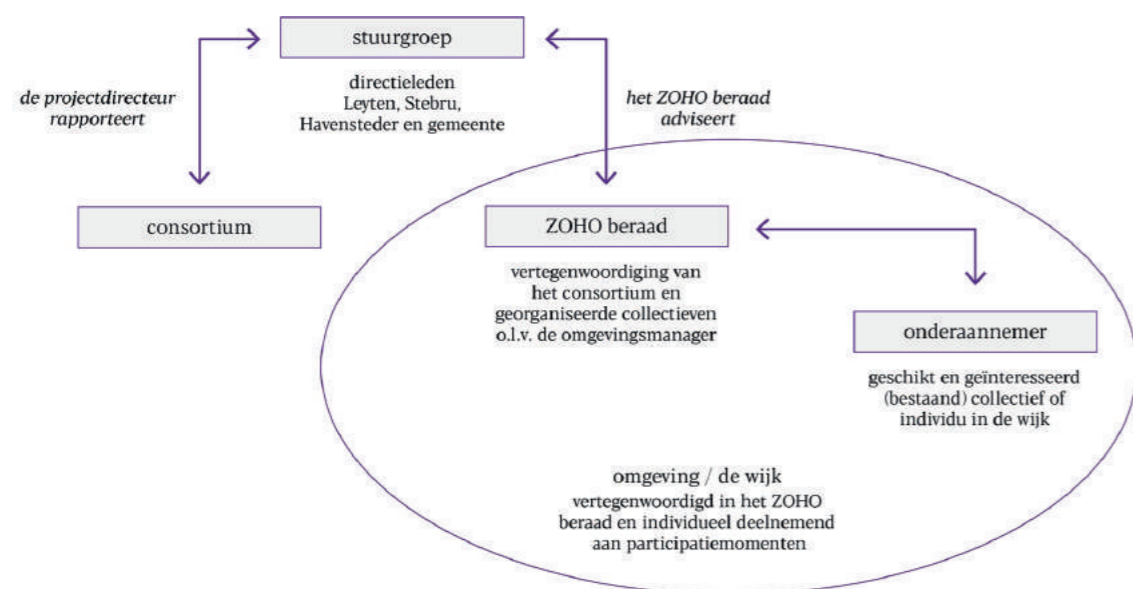 stuurgroep
directieleden
Leyten, Stebru,
Havensteder en gemeente
de projectdirecteur
rapporteert
het ZOHO beraad
adviseert
consortium
ZOHO beraad
vertegenwoordiging van
het consortium en
georganiseerde collectieven
o.l.v. de omgevingsmanager
onderaannemer
geschikt en geïnteresseerd
(bestaand) collectief of
individu in de wijk
omgeving / de wijk
vertegenwoordigd in het ZOHO
beraad en individueel deelnemend
aan participatiemomenten